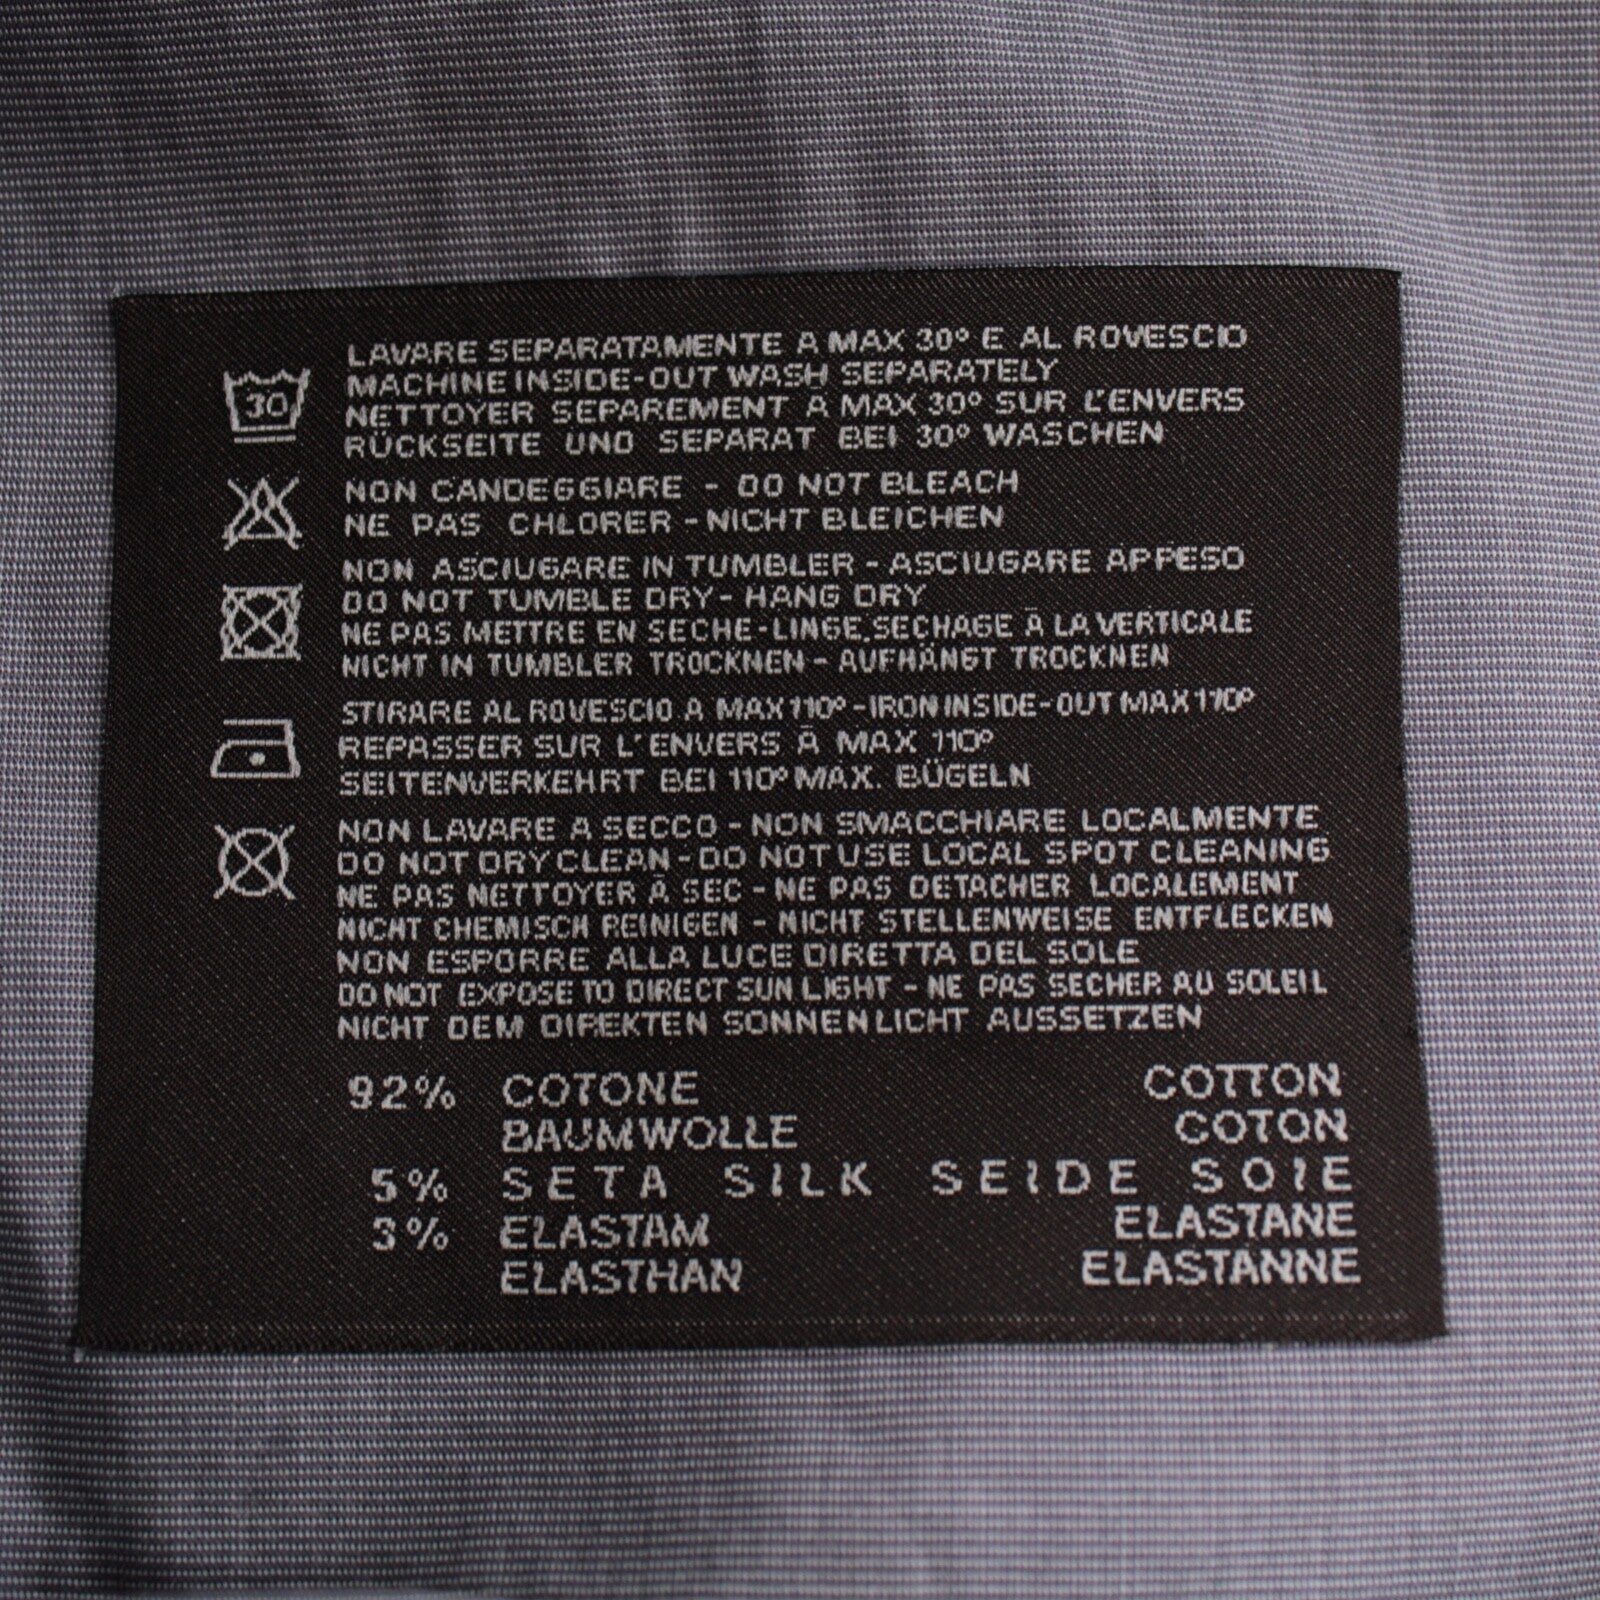 LAVARE SEPARATAMENTE A MAX 30° E AL ROVESCIO
30
MACHINE INSIDE-OUT WASH SEPARATELY
NETTOYER SEPAREMENT À MAX 30° SUR L'ENVERS
RÜCKSEITE UND SEPARAT BEI 30° WASCHEN
NON CANDEGGIARE - DO NOT BLEACH
NE PAS CHLORER - NICHT BLEICHEN
NON ASCIUGARE IN TUMBLER - ASCIUGARE APPESO
DO NOT TUMBLE DRY - HANG DRY
NE PAS METTRE EN SECHE-LINGE, SECHAGE À LA VERTICALE
NICHT IN TUMBLER TROCKNEN - AUFHÄNGT TROCKNEN
STIRARE AL ROVESCIO A MAX 110° - IRON INSIDE-OUT MAX 110°
REPASSER SUR L'ENVERS À MAX 110°
SEITENVERKEHRT BEI 110° MAX. BÜGELN
NON LAVARE A SECCO - NON SMACCHIARE LOCALMENTE
DO NOT DRY CLEAN - DO NOT USE LOCAL SPOT CLEANING
NE PAS NETTOYER À SEC - NE PAS DETACHER LOCALEMENT
NICHT CHEMISCH REINIGEN - NICHT STELLENWEISE ENTFLECKEN
NON ESPORRE ALLA LUCE DIRETTA DEL SOLE
DO NOT EXPOSE TO DIRECT SUN LIGHT - NE PAS SECHER AU SOLEIL
NICHT DEM DIREKTEN SONNENLICHT AUSSETZEN
92% COTONE COTTON
BAUMWOLLE COTON
5% SETA SILK SEIDE SOIE
3% ELASTAM ELASTANE
ELASTHAN ELASTANNE